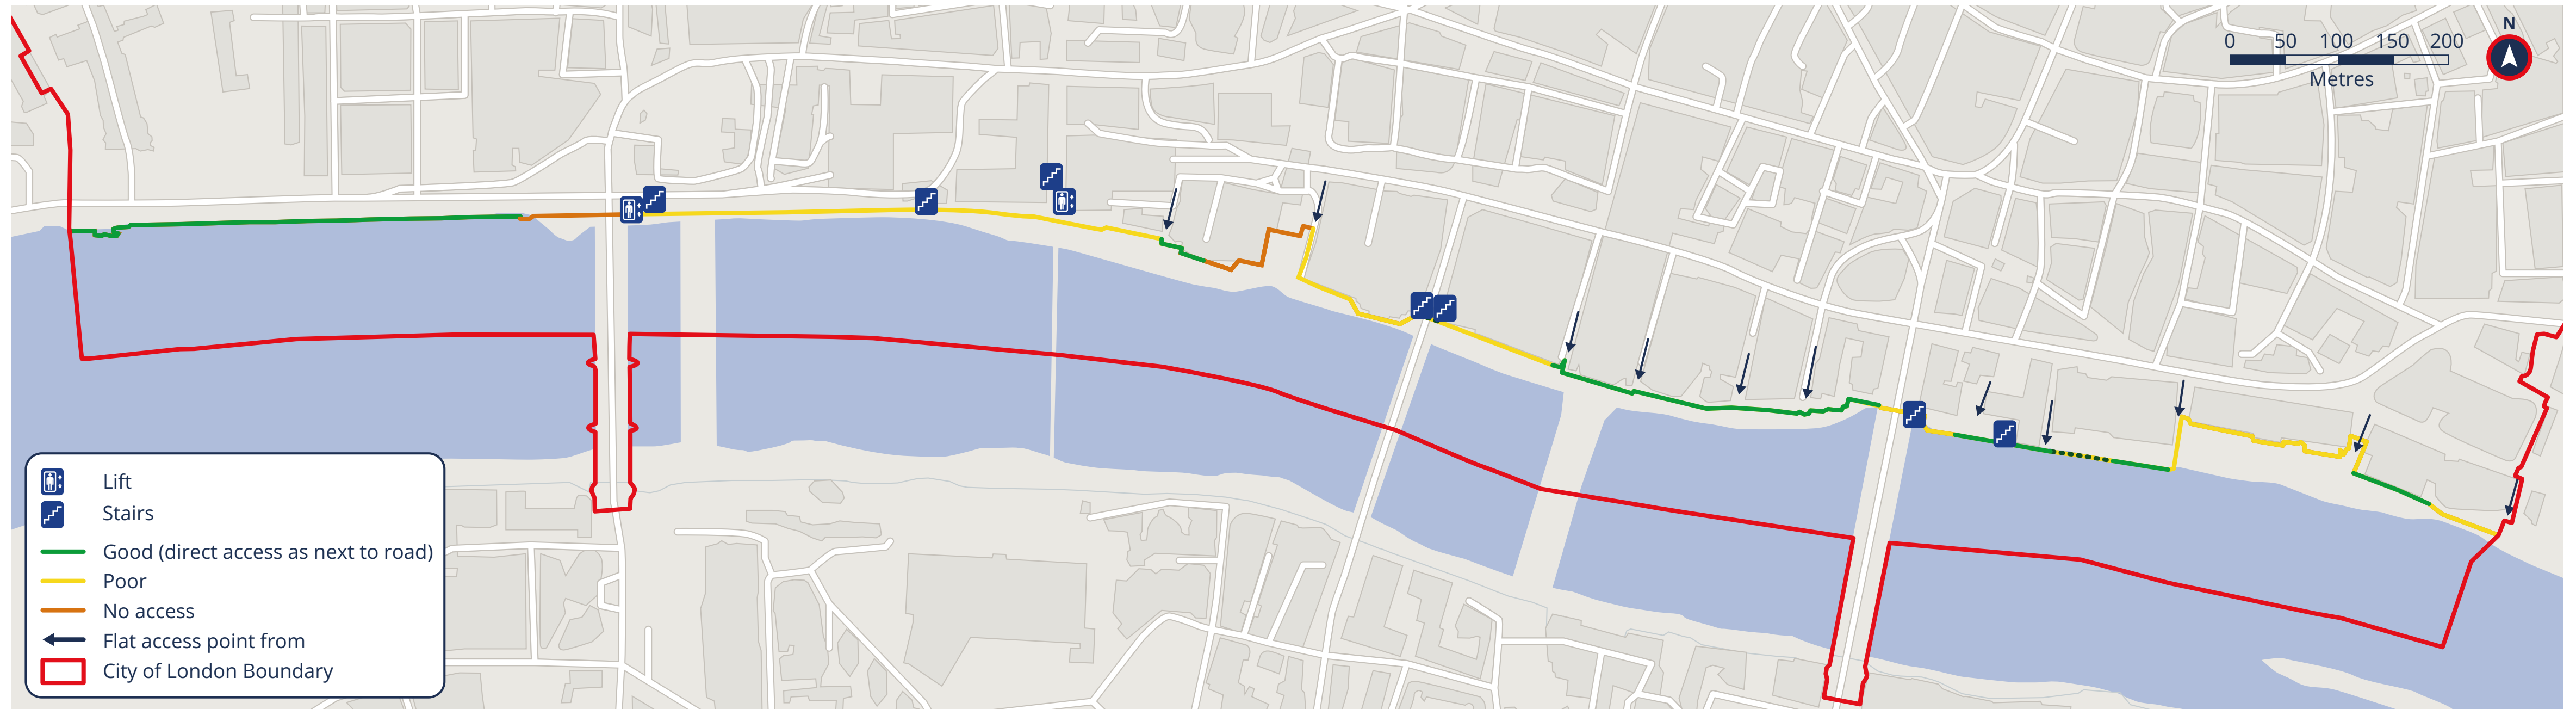 N
0 50 100 150 200
Metres
Lift
Stairs
Good (direct access as next to road)
Poor
No access
Flat access point from
City of London Boundary